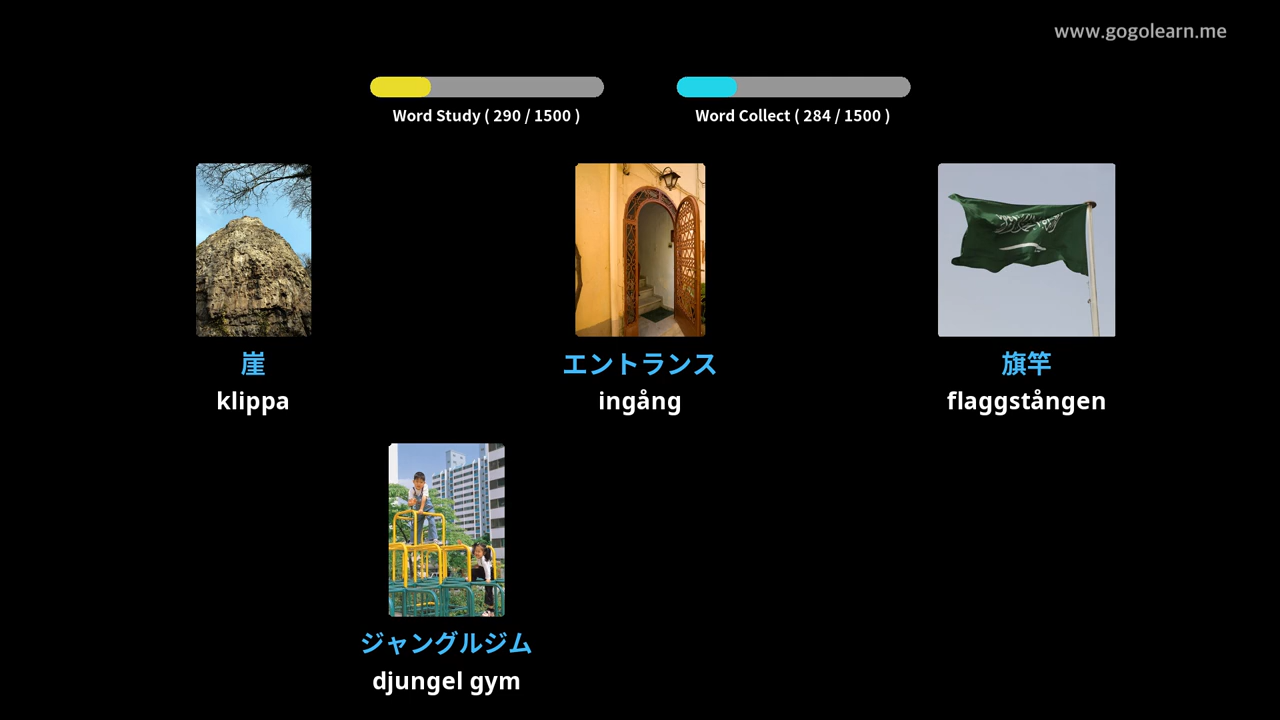 www.gogolearn.me
Word Study ( 290 / 1500 )
Word Collect ( 284 / 1500 )
崖
klippa
エントランス
ingång
旗竿
flaggstången
ジャングルジム
djungel gym